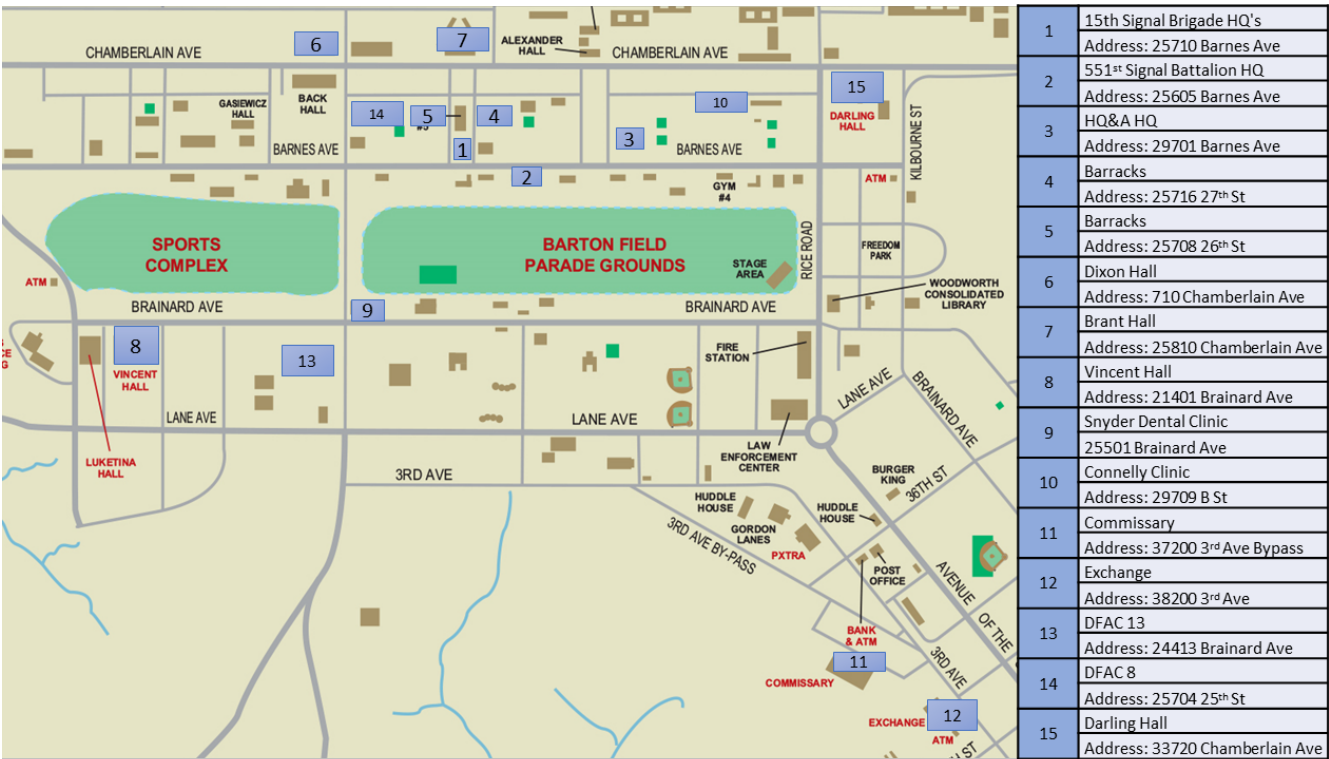 CHAMBERLAIN AVE
6
7
ALEXANDER
HALL
CHAMBERLAIN AVE
GASIEWICZ
HALL
BACK
HALL
14
5
4
10
15
DARLING
HALL
KILBOURNE ST
BARNES AVE
1
3
BARNES AVE
2
GYM
#4
ATM
SPORTS
COMPLEX
BARTON FIELD
PARADE GROUNDS
STAGE
AREA
RICE ROAD
FREEDOM
PARK
ATM
WOODWORTH
CONSOLIDATED
LIBRARY
BRAINARD AVE
9
BRAINARD AVE
8
VINCENT
HALL
13
FIRE
STATION
LANE AVE
BRAINARD AVE
LANE AVE
LANE AVE
LUKETINA
HALL
3RD AVE
LAW
ENFORCEMENT
CENTER
BURGER
KING
36TH ST
HUDDLE
HOUSE
GORDON
LANES
HUDDLE
HOUSE
3RD AVE BY-PASS
PXTRA
POST
OFFICE
AVENUE
OF THE
BANK
& ATM
11
COMMISSARY
3RD AVE
12
EXCHANGE
ATM
1
15th Signal Brigade HQ's
Address: 25710 Barnes Ave
2
551st Signal Battalion HQ
Address: 25605 Barnes Ave
3
HQ&A HQ
Address: 29701 Barnes Ave
4
Barracks
Address: 25716 27th St
5
Barracks
Address: 25708 26th St
6
Dixon Hall
Address: 710 Chamberlain Ave
7
Brant Hall
Address: 25810 Chamberlain Ave
8
Vincent Hall
Address: 21401 Brainard Ave
9
Snyder Dental Clinic
25501 Brainard Ave
10
Connelly Clinic
Address: 29709 B St
11
Commissary
Address: 37200 3rd Ave Bypass
12
Exchange
Address: 38200 3rd Ave
13
DFAC 13
Address: 24413 Brainard Ave
14
DFAC 8
Address: 25704 25th St
15
Darling Hall
Address: 33720 Chamberlain Ave